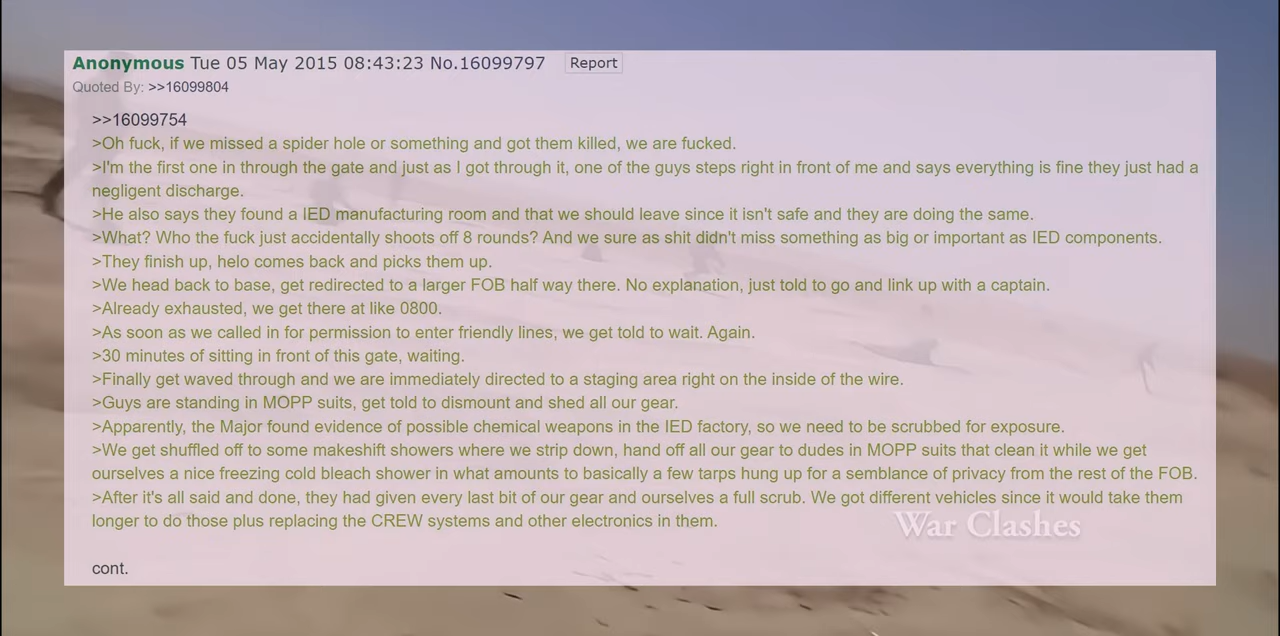 Anonymous Tue 05 May 2015 08:43:23 No.16099797 Report
Quoted By: >>16099804
>>16099754
>Oh fuck, if we missed a spider hole or something and got them killed, we are fucked.
>I'm the first one in through the gate and just as I got through it, one of the guys steps right in front of me and says everything is fine they just had a
negligent discharge.
>He also says they found a IED manufacturing room and that we should leave since it isn't safe and they are doing the same.
>What? Who the fuck just accidentally shoots off 8 rounds? And we sure as shit didn't miss something as big or important as IED components.
>They finish up, helo comes back and picks them up.
>We head back to base, get redirected to a larger FOB half way there. No explanation, just told to go and link up with a captain.
>Already exhausted, we get there at like 0800.
>As soon as we called in for permission to enter friendly lines, we get told to wait. Again.
>30 minutes of sitting in front of this gate, waiting.
>Finally get waved through and we are immediately directed to a staging area right on the inside of the wire.
>Guys are standing in MOPP suits, get told to dismount and shed all our gear.
>Apparently, the Major found evidence of possible chemical weapons in the IED factory, so we need to be scrubbed for exposure.
>We get shuffled off to some makeshift showers where we strip down, hand off all our gear to dudes in MOPP suits that clean it while we get
ourselves a nice freezing cold bleach shower in what amounts to basically a few tarps hung up for a semblance of privacy from the rest of the FOB.
>After it's all said and done, they had given every last bit of our gear and ourselves a full scrub. We got different vehicles since it would take them
longer to do those plus replacing the CREW systems and other electronics in them.
War Clashes
cont.